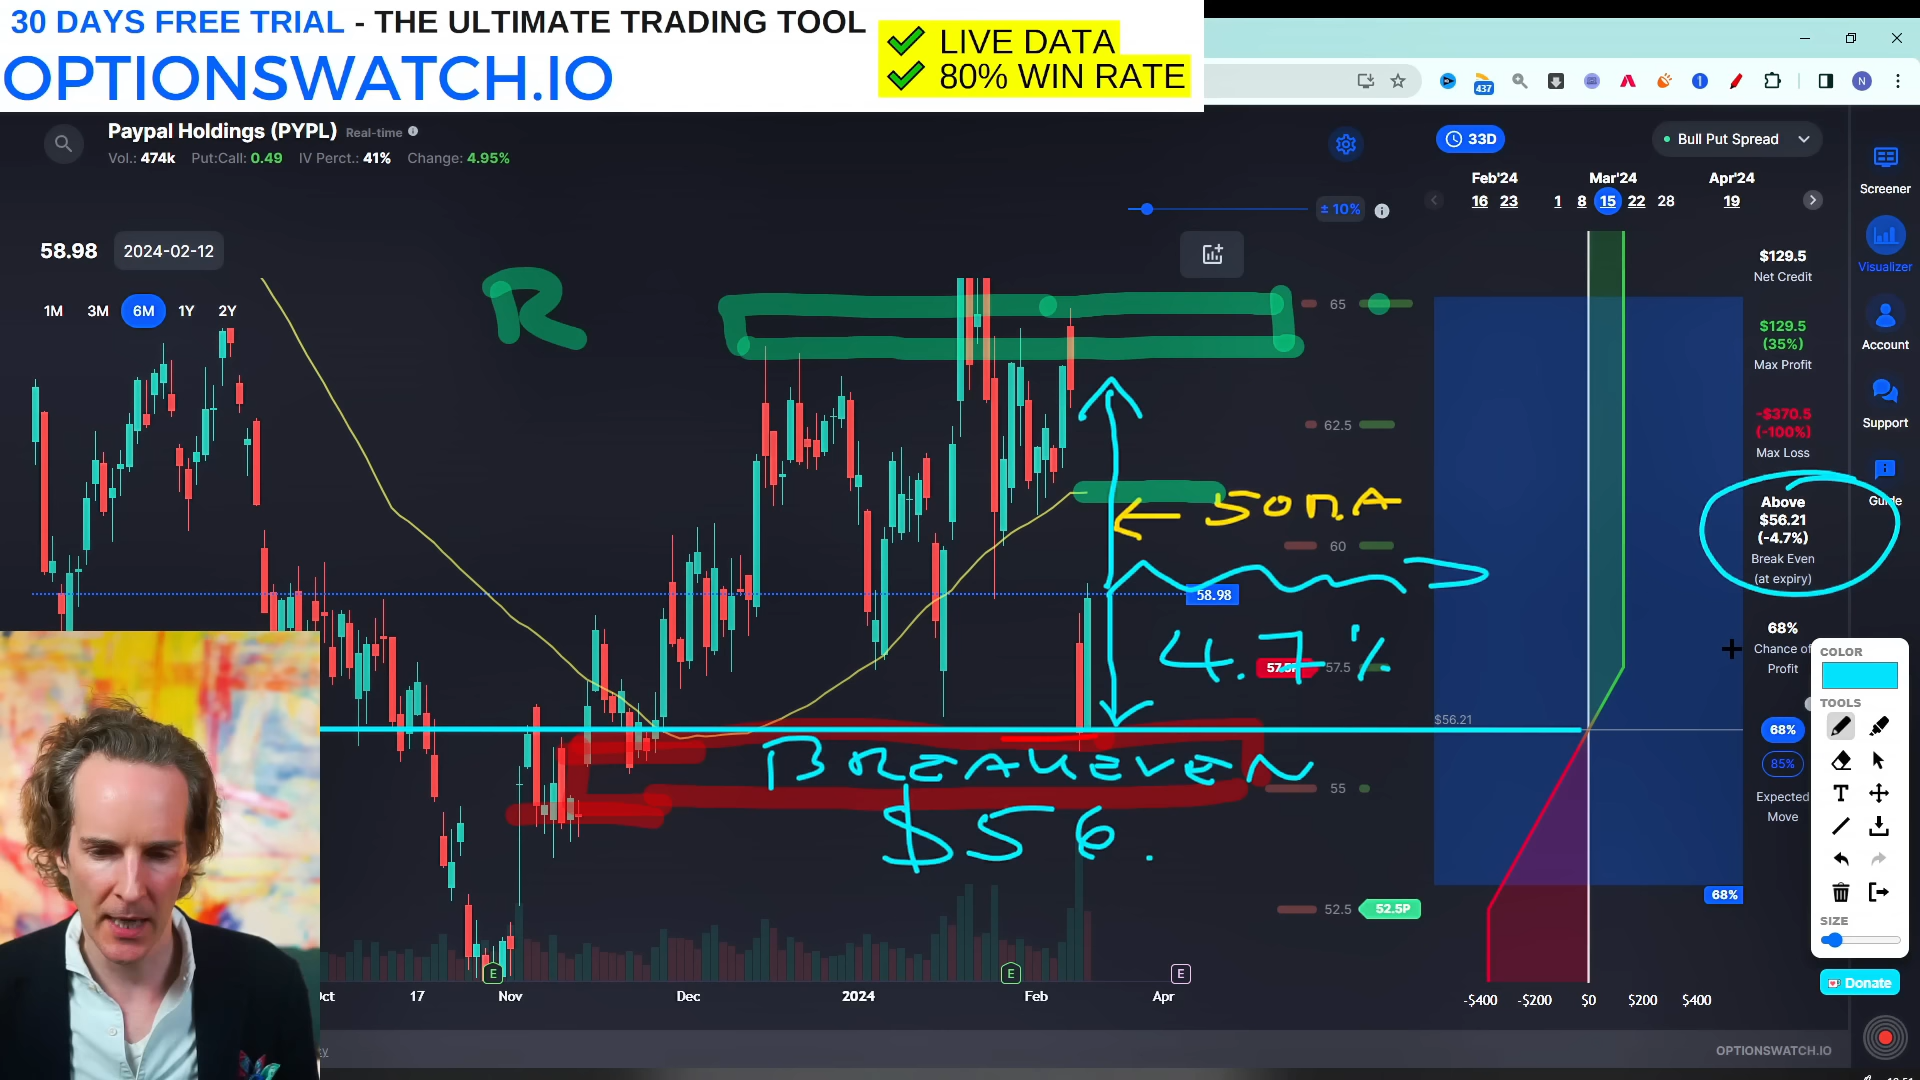 30 DAYS FREE TRIAL - THE ULTIMATE TRADING TOOL
OPTIONSWATCH.IO
LIVE DATA
80% WIN RATE
437
N
Paypal Holdings (PYPL) Real-time
Vol.: 474k Put:Call: 0.49 IV Perct.: 41% Change: 4.95%
33D
Bull Put Spread
Feb'24 Mar'24 Apr'24
16 23 1 8 15 22 28 19
± 10%
58.98 2024-02-12
1M 3M 6M 1Y 2Y
R
65
62.5
60
58.98
57.5
55
52.5 52.5P
50 M.A
4.7%
BREAKEVEN
$56.
$56.21
68%
$129.5
Net Credit
$129.5
(35%)
Max Profit
-$370.5
(-100%)
Max Loss
Above
$56.21
(-4.7%)
Break Even
(at expiry)
68%
Chance of
Profit
68%
85%
Expected
Move
Screener
Visualizer
Account
Support
Guide
COLOR
TOOLS
T
SIZE
Donate
E E E
17 Nov Dec 2024 Feb Apr
-$400 -$200 $0 $200 $400
OPTIONSWATCH.IO